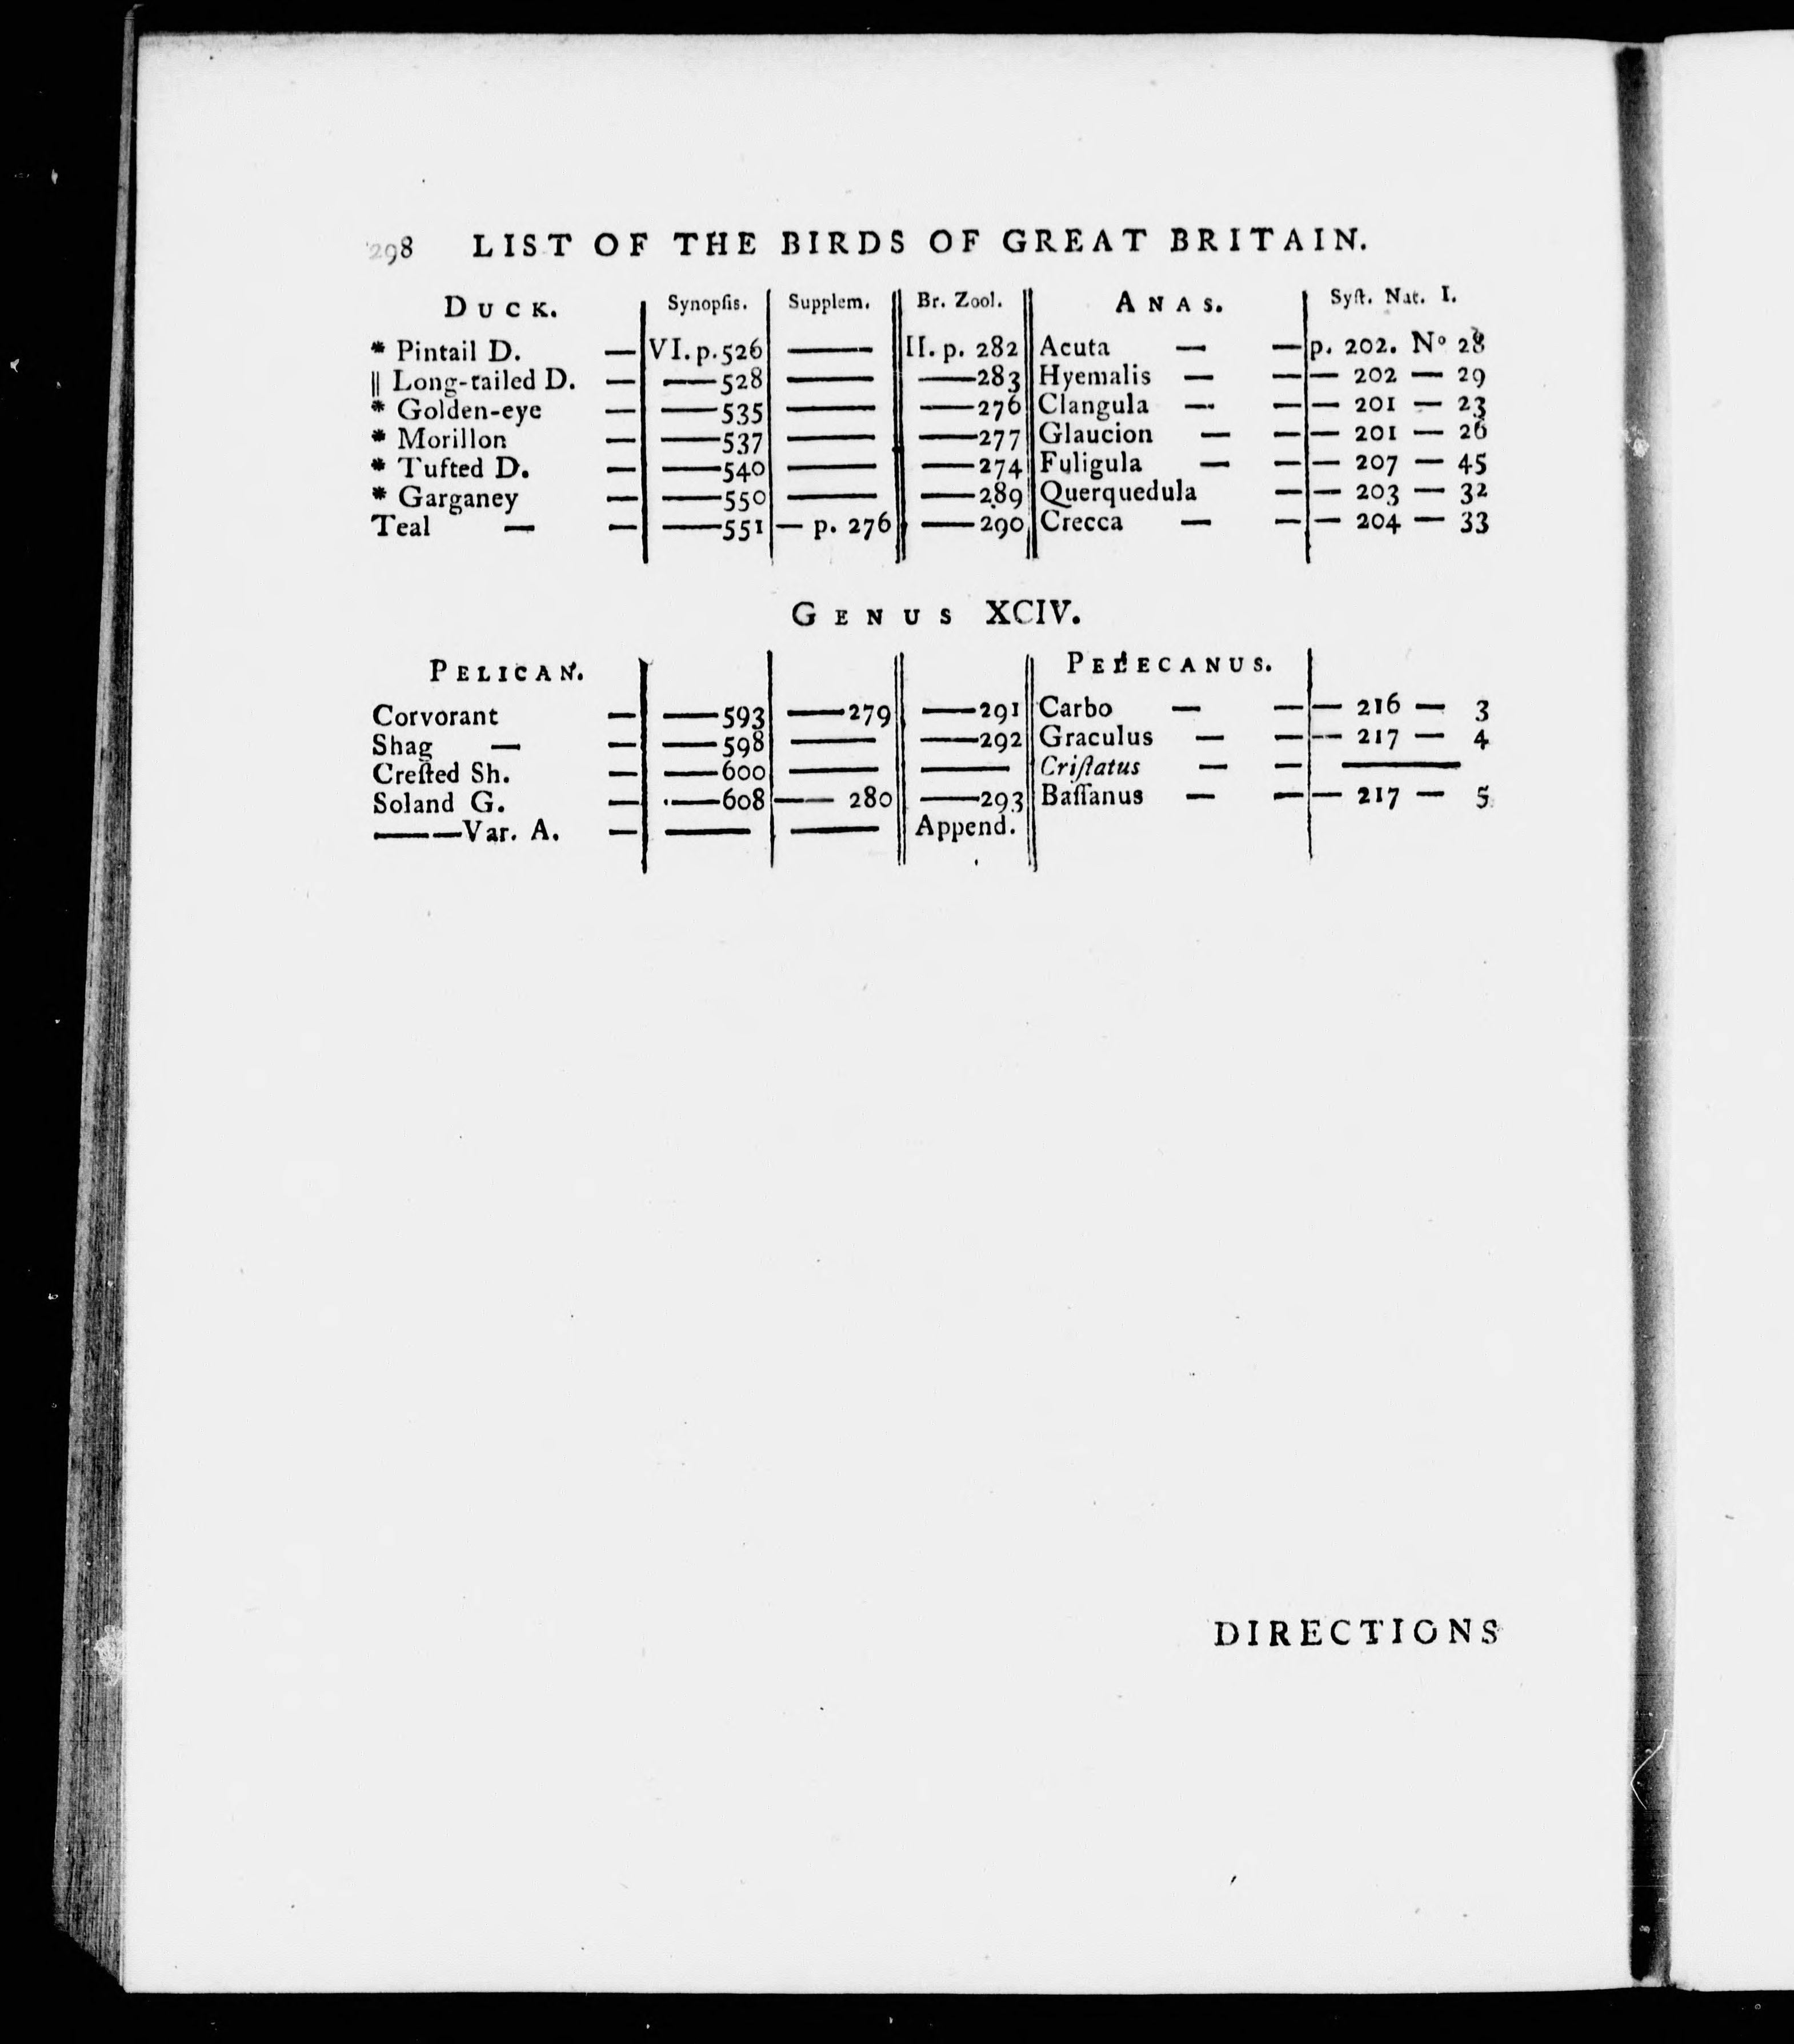 298 LIST OF THE BIRDS OF GREAT BRITAIN.
DUCK. Synopſis. Supplem. Br. Zool. ANAS. Syſt. Nat. I.
* Pintail D. — VI. p. 526 — II. p. 282 Acuta — — p. 202. Nº 28
|| Long-tailed D. — — 528 — — 283 Hyemalis — — — 202 — 29
* Golden-eye — — 535 — — 276 Clangula — — — 201 — 23
* Morillon — — 537 — — 277 Glaucion — — — 201 — 26
* Tufted D. — — 540 — — 274 Fuligula — — — 207 — 45
* Garganey — — 550 — — 289 Querquedula — — 203 — 32
Teal — — — 551 — p. 276 — 290 Crecca — — — 204 — 33
GENUS XCIV.
PELICAN. PELECANUS.
Corvorant — — 593 — 279 — 291 Carbo — — — 216 — 3
Shag — — — 598 — — 292 Graculus — — — 217 — 4
Creſted Sh. — — 600 — — Criſtatus — — —
Soland G. — — 608 — 280 — 293 Baſſanus — — — 217 — 5
— Var. A. — — — Append.
DIRECTIONS